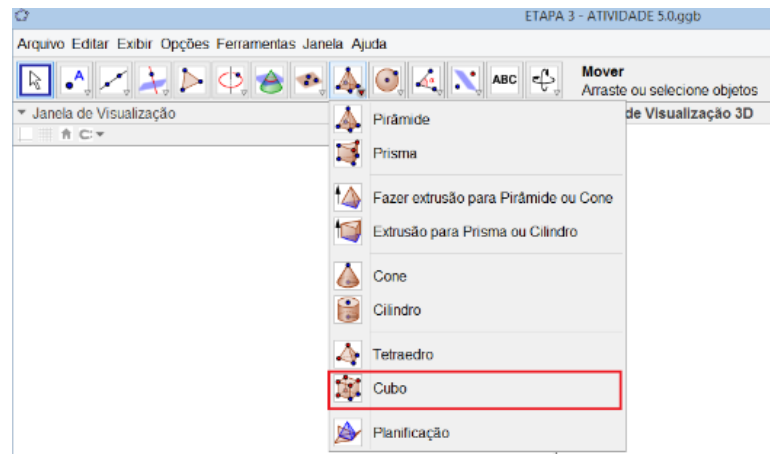 ETAPA 3 - ATIVIDADE 5.0.ggb
Arquivo Editar Exibir Opções Ferramentas Janela Ajuda
A
ABC
Mover
Arraste ou selecione objetos
Janela de Visualização
de Visualização 3D
C:
Pirâmide
Prisma
Fazer extrusão para Pirâmide ou Cone
Extrusão para Prisma ou Cilindro
Cone
Cilindro
Tetraedro
Cubo
Planificação